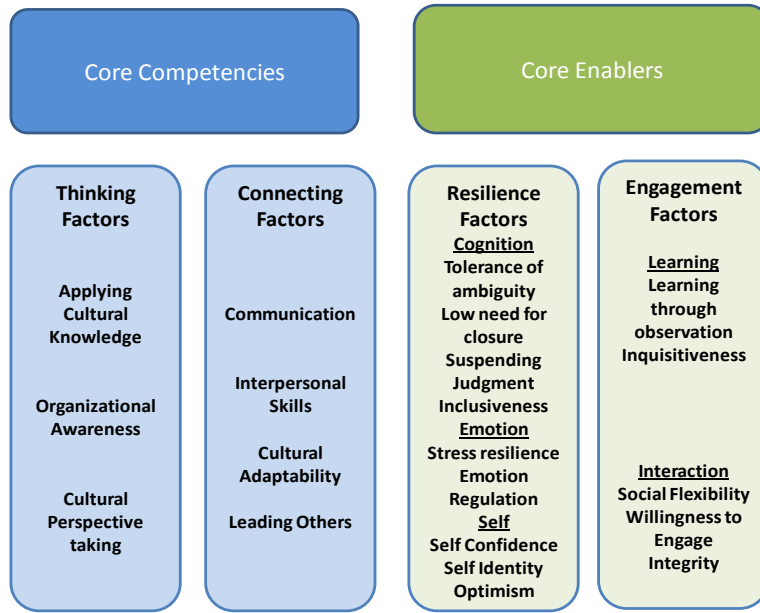 Core Competencies
Core Enablers
Thinking
Factors
Applying
Cultural
Knowledge
Organizational
Awareness
Cultural
Perspective
taking
Connecting
Factors
Communication
Interpersonal
Skills
Cultural
Adaptability
Leading Others
Resilience
Factors
Cognition
Tolerance of
ambiguity
Low need for
closure
Suspending
Judgment
Inclusiveness
Emotion
Stress resilience
Emotion
Regulation
Self
Self Confidence
Self Identity
Optimism
Engagement
Factors
Learning
Learning
through
observation
Inquisitiveness
Interaction
Social Flexibility
Willingness to
Engage
Integrity